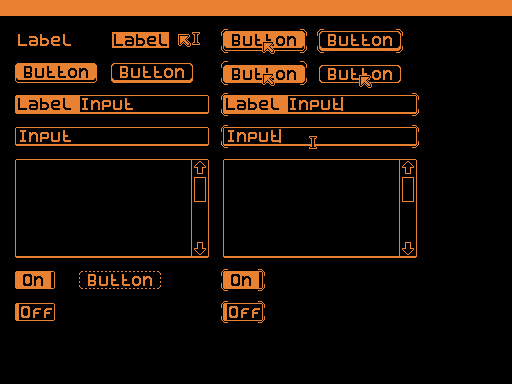 Label Label Button Button
Button Button Button Button
Label Input Label Input
Input Input
On Button On
Off Off